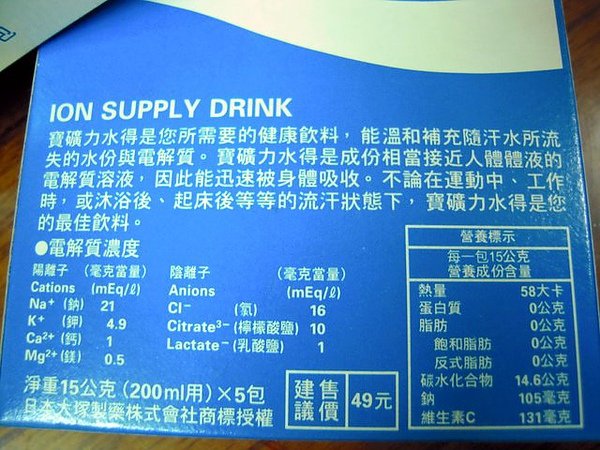 ION SUPPLY DRINK
寶礦力水得是您所需要的健康飲料，能溫和補充隨汗水所流
失的水份與電解質。寶礦力水得是成份相當接近人體體液的
電解質溶液，因此能迅速被身體吸收。不論在運動中、工作
時，或沐浴後、起床後等等的流汗狀態下，寶礦力水得是您
的最佳飲料。
●電解質濃度
陽離子 (毫克當量) 陰離子 (毫克當量)
Cations (mEq/ℓ) Anions (mEq/ℓ)
Na⁺ (鈉) 21 Cl⁻ (氯) 16
K⁺ (鉀) 4.9 Citrate³⁻ (檸檬酸鹽) 10
Ca²⁺ (鈣) 1 Lactate⁻ (乳酸鹽) 1
Mg²⁺ (鎂) 0.5
淨重15公克 (200ml用) ×5包
日本大塚製藥株式會社商標授權
建售
議價
49元
營養標示
每一包15公克
營養成份含量
熱量 58大卡
蛋白質 0公克
脂肪 0公克
飽和脂肪 0公克
反式脂肪 0公克
碳水化合物 14.6公克
鈉 105毫克
維生素C 131毫克